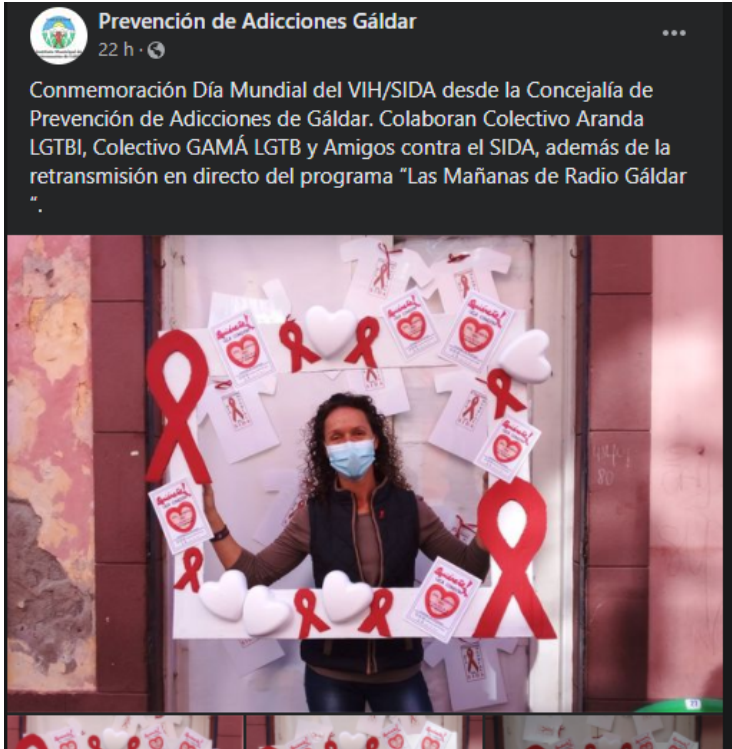 Prevención de Adicciones Gáldar
22 h ·
Conmemoración Día Mundial del VIH/SIDA desde la Concejalía de
Prevención de Adicciones de Gáldar. Colaboran Colectivo Aranda
LGTBI, Colectivo GAMÁ LGTB y Amigos contra el SIDA, además de la
retransmisión en directo del programa “Las Mañanas de Radio Gáldar
“.